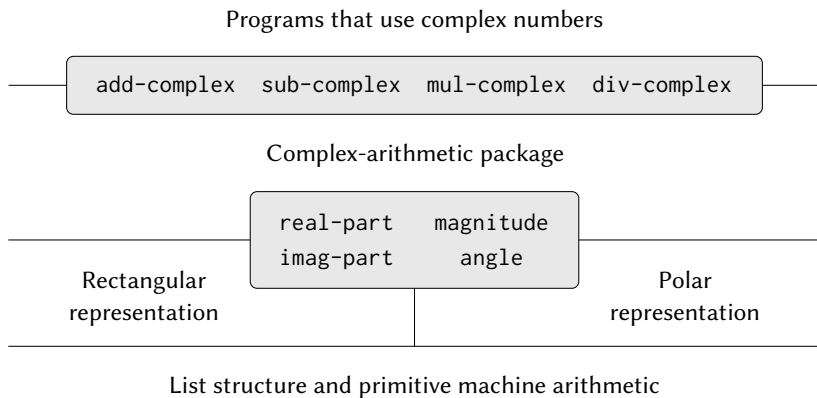 Programs that use complex numbers
add-complex sub-complex mul-complex div-complex
Complex-arithmetic package
real-part magnitude
imag-part angle
Rectangular
representation
Polar
representation
List structure and primitive machine arithmetic